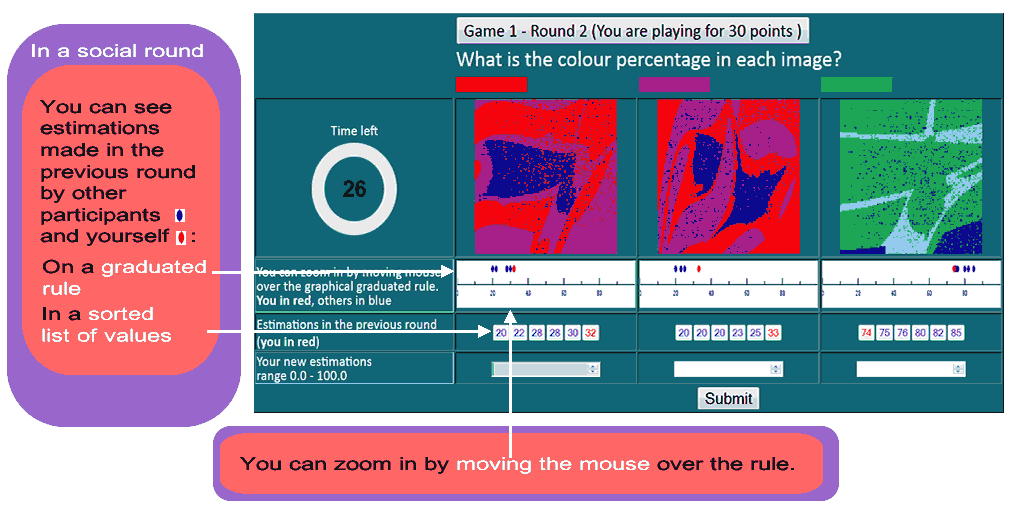 In a social round
You can see
estimations
made in the
previous round
by other
participants
and yourself :
On a graduated
rule
In a sorted
list of values
Game 1 - Round 2 (You are playing for 30 points )
What is the colour percentage in each image?
Time left
26
You can zoom in by moving mouse
over the graphical graduated rule.
You in red, others in blue
0 20 40 60 80
0 20 40 60 80
0 20 40 60 80
Estimations in the previous round
(you in red)
20 22 28 28 30 32
20 20 20 23 25 33
74 75 76 80 82 85
Your new estimations
range 0.0 - 100.0
Submit
You can zoom in by moving the mouse over the rule.